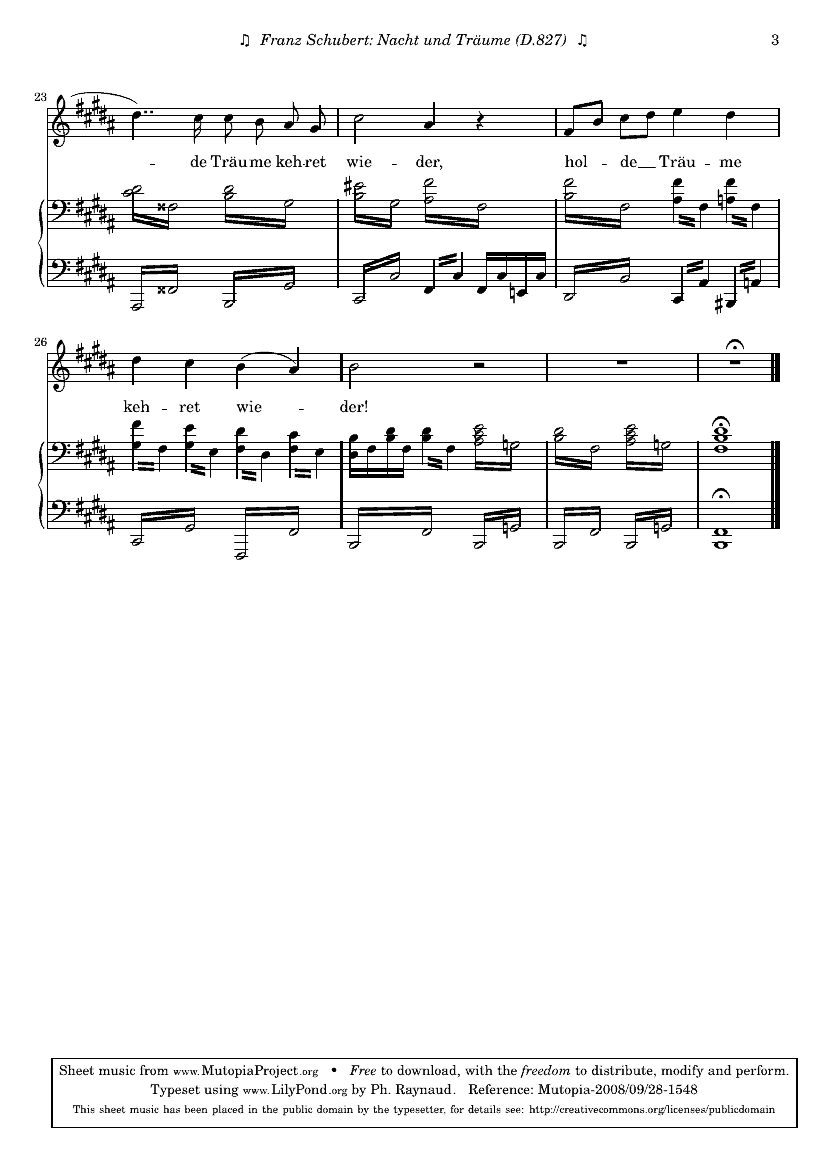 ♫ Franz Schubert: Nacht und Träume (D.827) ♫ 3
23
- de Träume keh-ret wie - der, hol - de__ Träu - me
26
keh - ret wie - der!
Sheet music from www.MutopiaProject.org • Free to download, with the freedom to distribute, modify and perform.
Typeset using www.LilyPond.org by Ph. Raynaud. Reference: Mutopia-2008/09/28-1548
This sheet music has been placed in the public domain by the typesetter, for details see: http://creativecommons.org/licenses/publicdomain